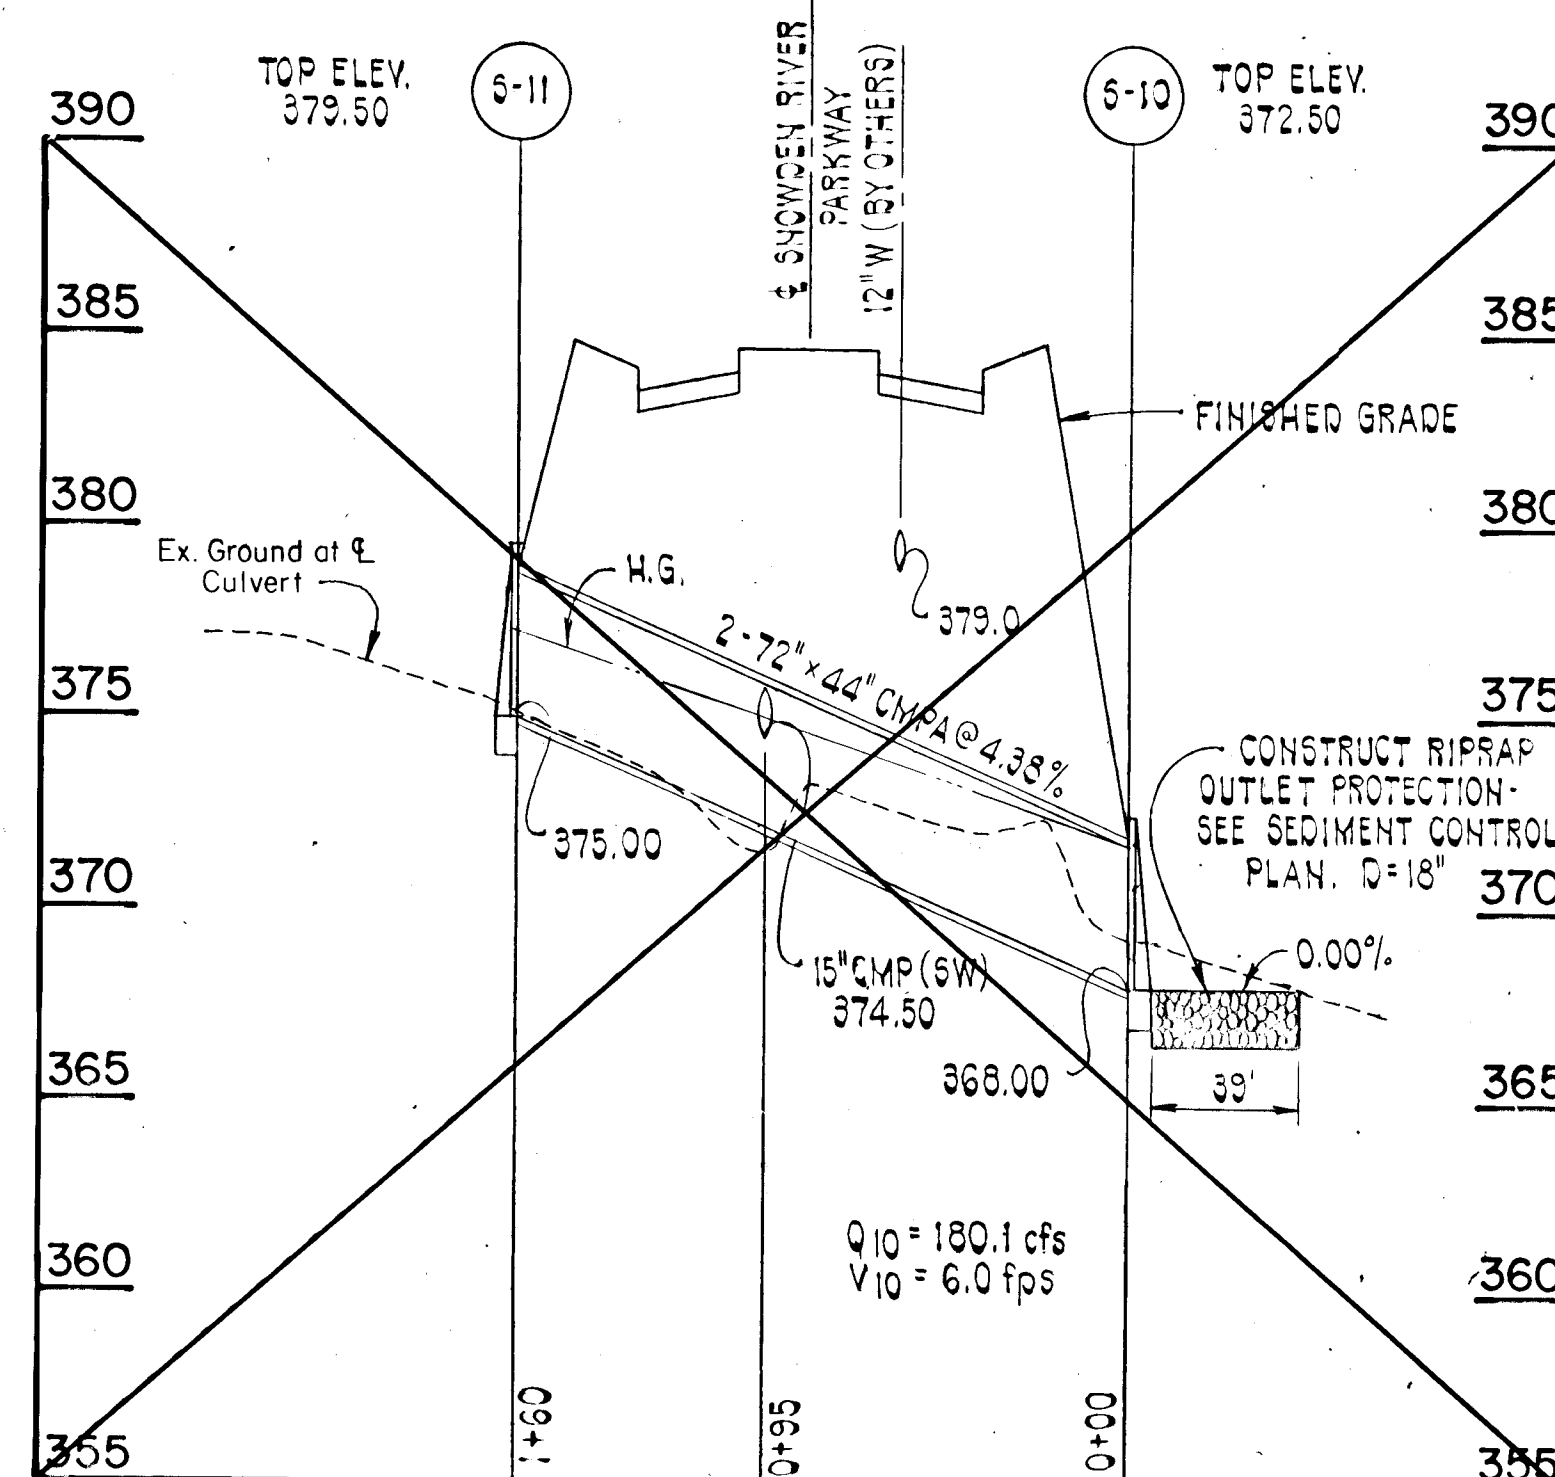 TOP ELEV.
379.50
S-11
℄ SNOWDEN RIVER
PARKWAY
12" W (BY OTHERS)
S-10
TOP ELEV.
372.50
390
390
385
385
FINISHED GRADE
380
380
Ex. Ground at ℄
Culvert
H.G.
379.0
2-72"×44" CMPA @ 4.38%
375
375
CONSTRUCT RIPRAP
OUTLET PROTECTION-
SEE SEDIMENT CONTROL
PLAN. D=18"
375.00
370
370
0.00%
15" CMP (SW)
374.50
368.00
365
365
39'
Q10 = 180.1 cfs
V10 = 6.0 fps
360
360
1+60
0+95
0+00
355
355